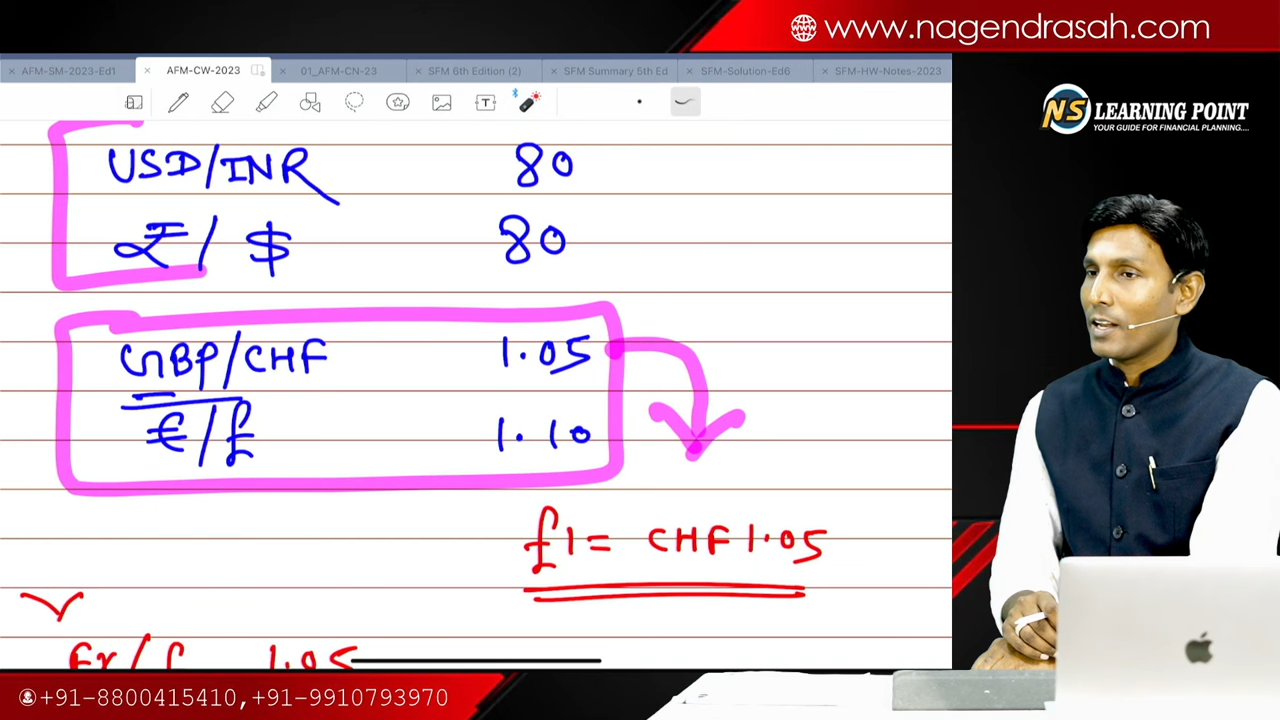 www.nagendrasah.com
AFM-SM-2023-Ed1
AFM-CW-2023
01_AFM-CN-23
SFM 6th Edition (2)
SFM Summary 5th Ed
SFM-Solution-Ed6
SFM-HW-Notes-2023
NS LEARNING POINT
YOUR GUIDE FOR FINANCIAL PLANNING....
USD/INR 80
₹/$ 80
GBP/CHF 1.05
€/£ 1.10
£1 = CHF 1.05
1.05
+91-8800415410,+91-9910793970